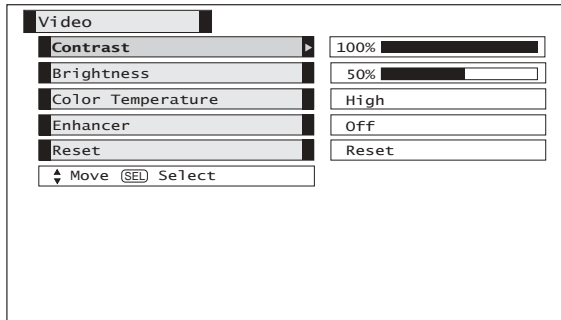 Video
Contrast 100%
Brightness 50%
Color Temperature High
Enhancer Off
Reset Reset
Move SEL Select